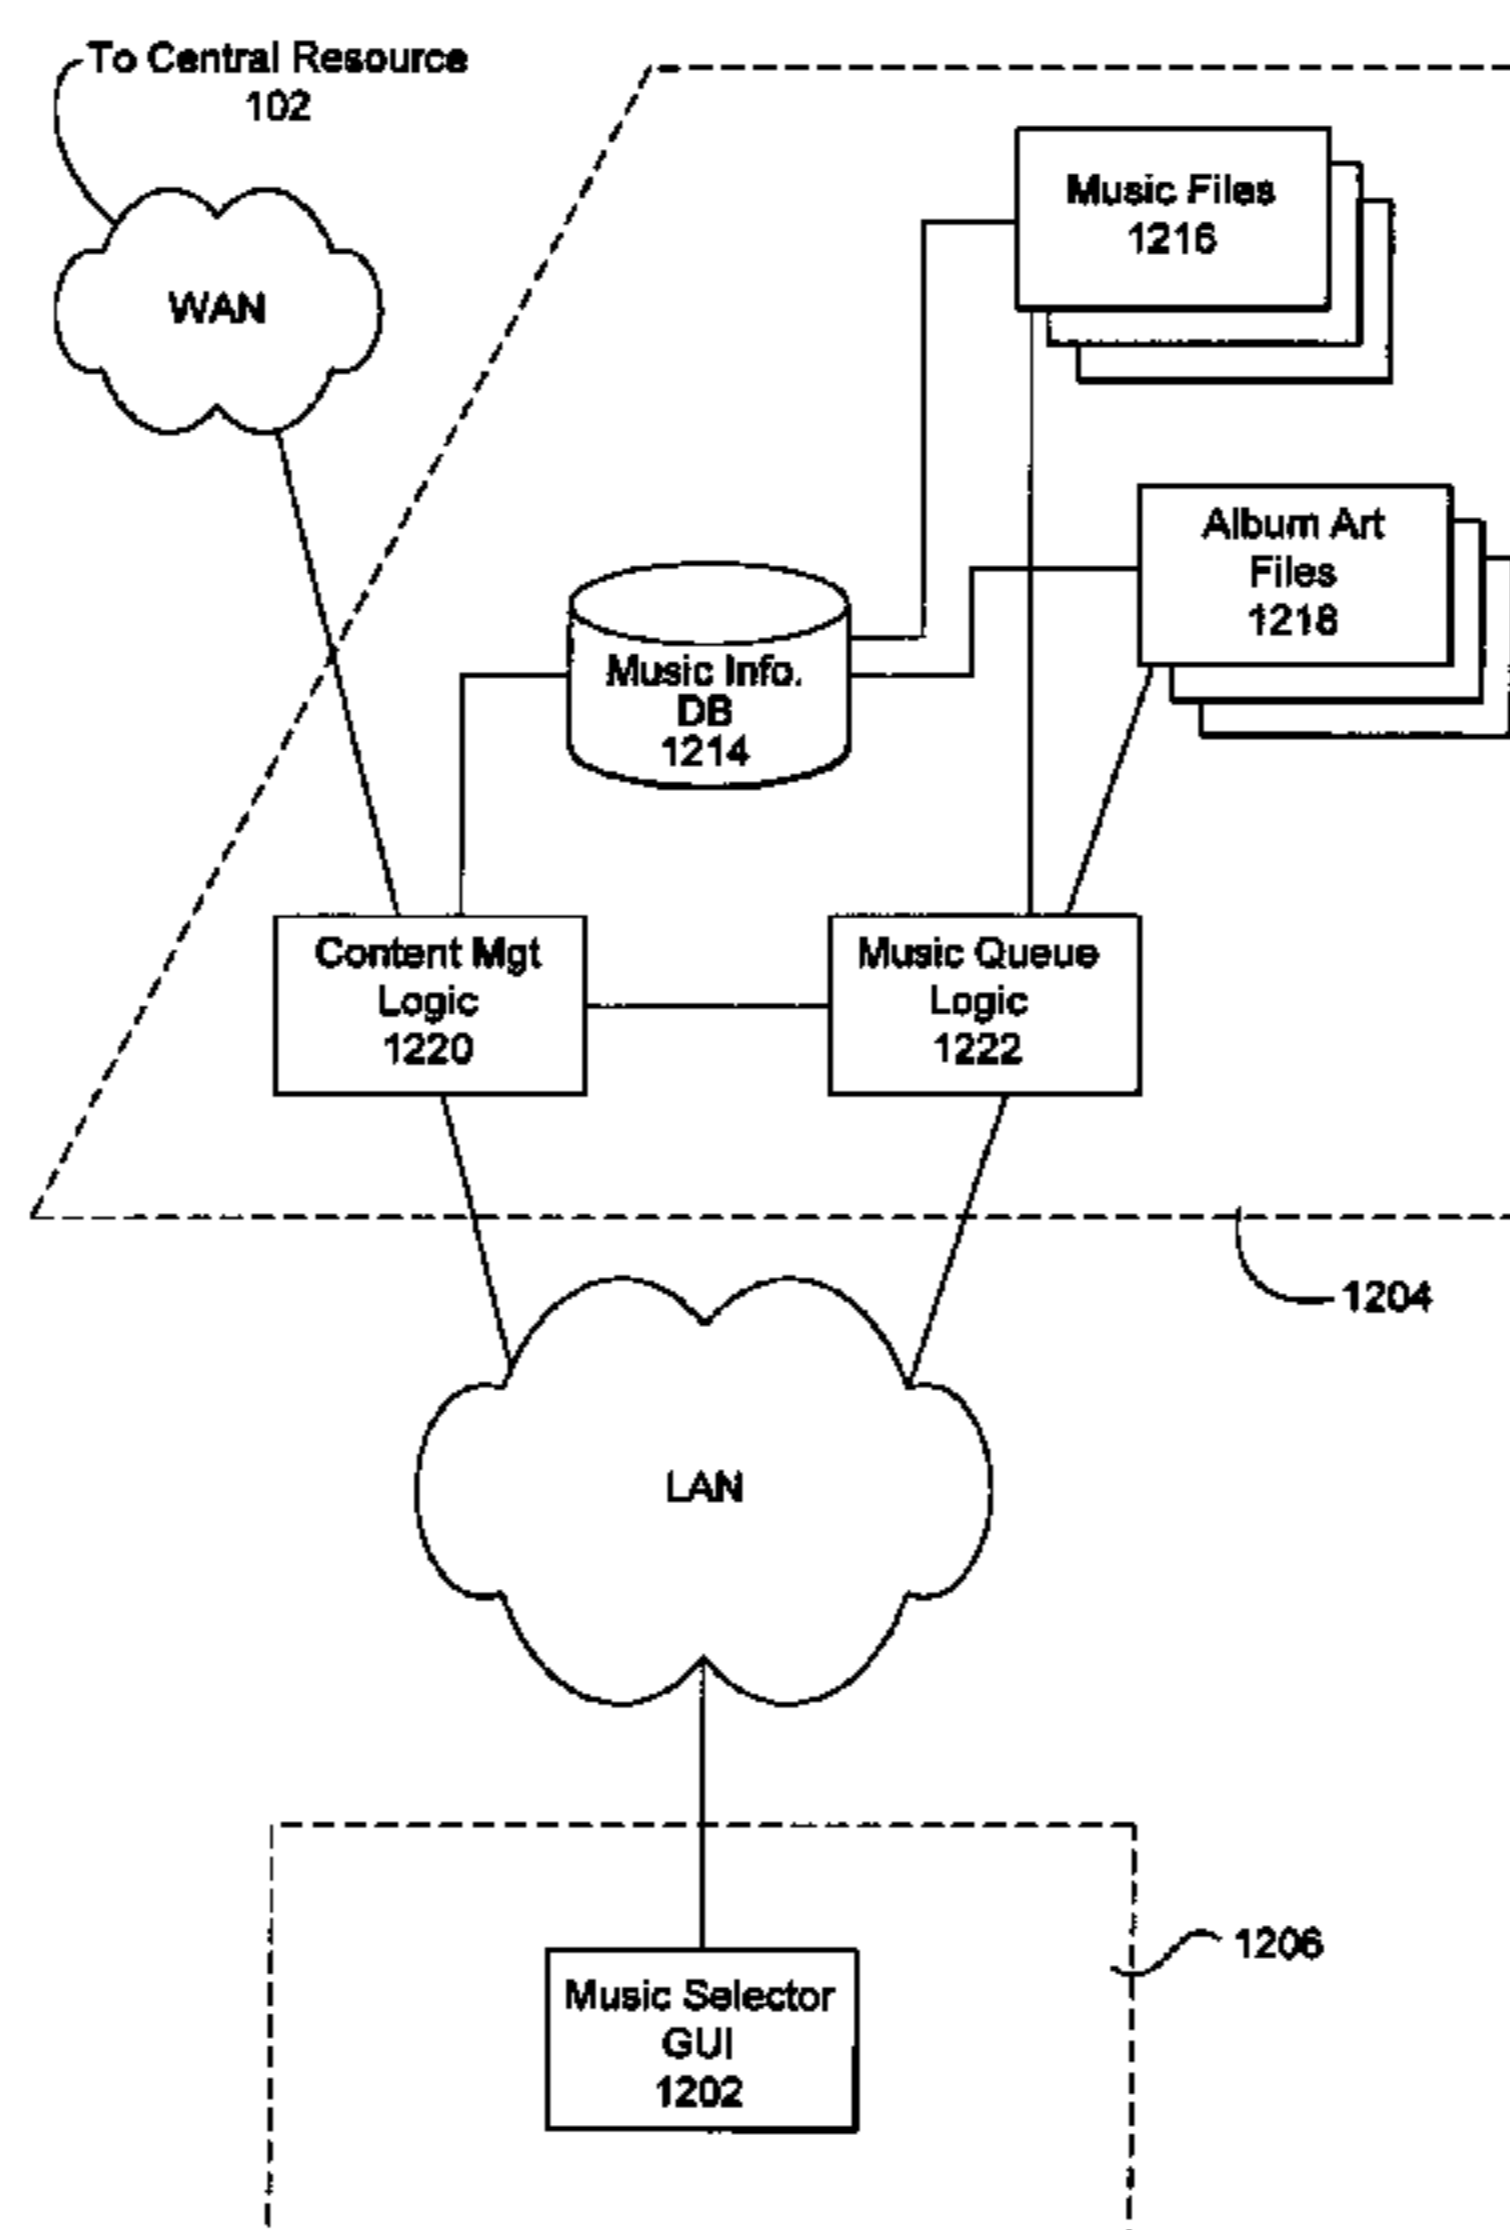 To Central Resource
102
WAN
Music Files
1216
Album Art
Files
1218
Music Info.
DB
1214
Content Mgt
Logic
1220
Music Queue
Logic
1222
1204
LAN
1206
Music Selector
GUI
1202